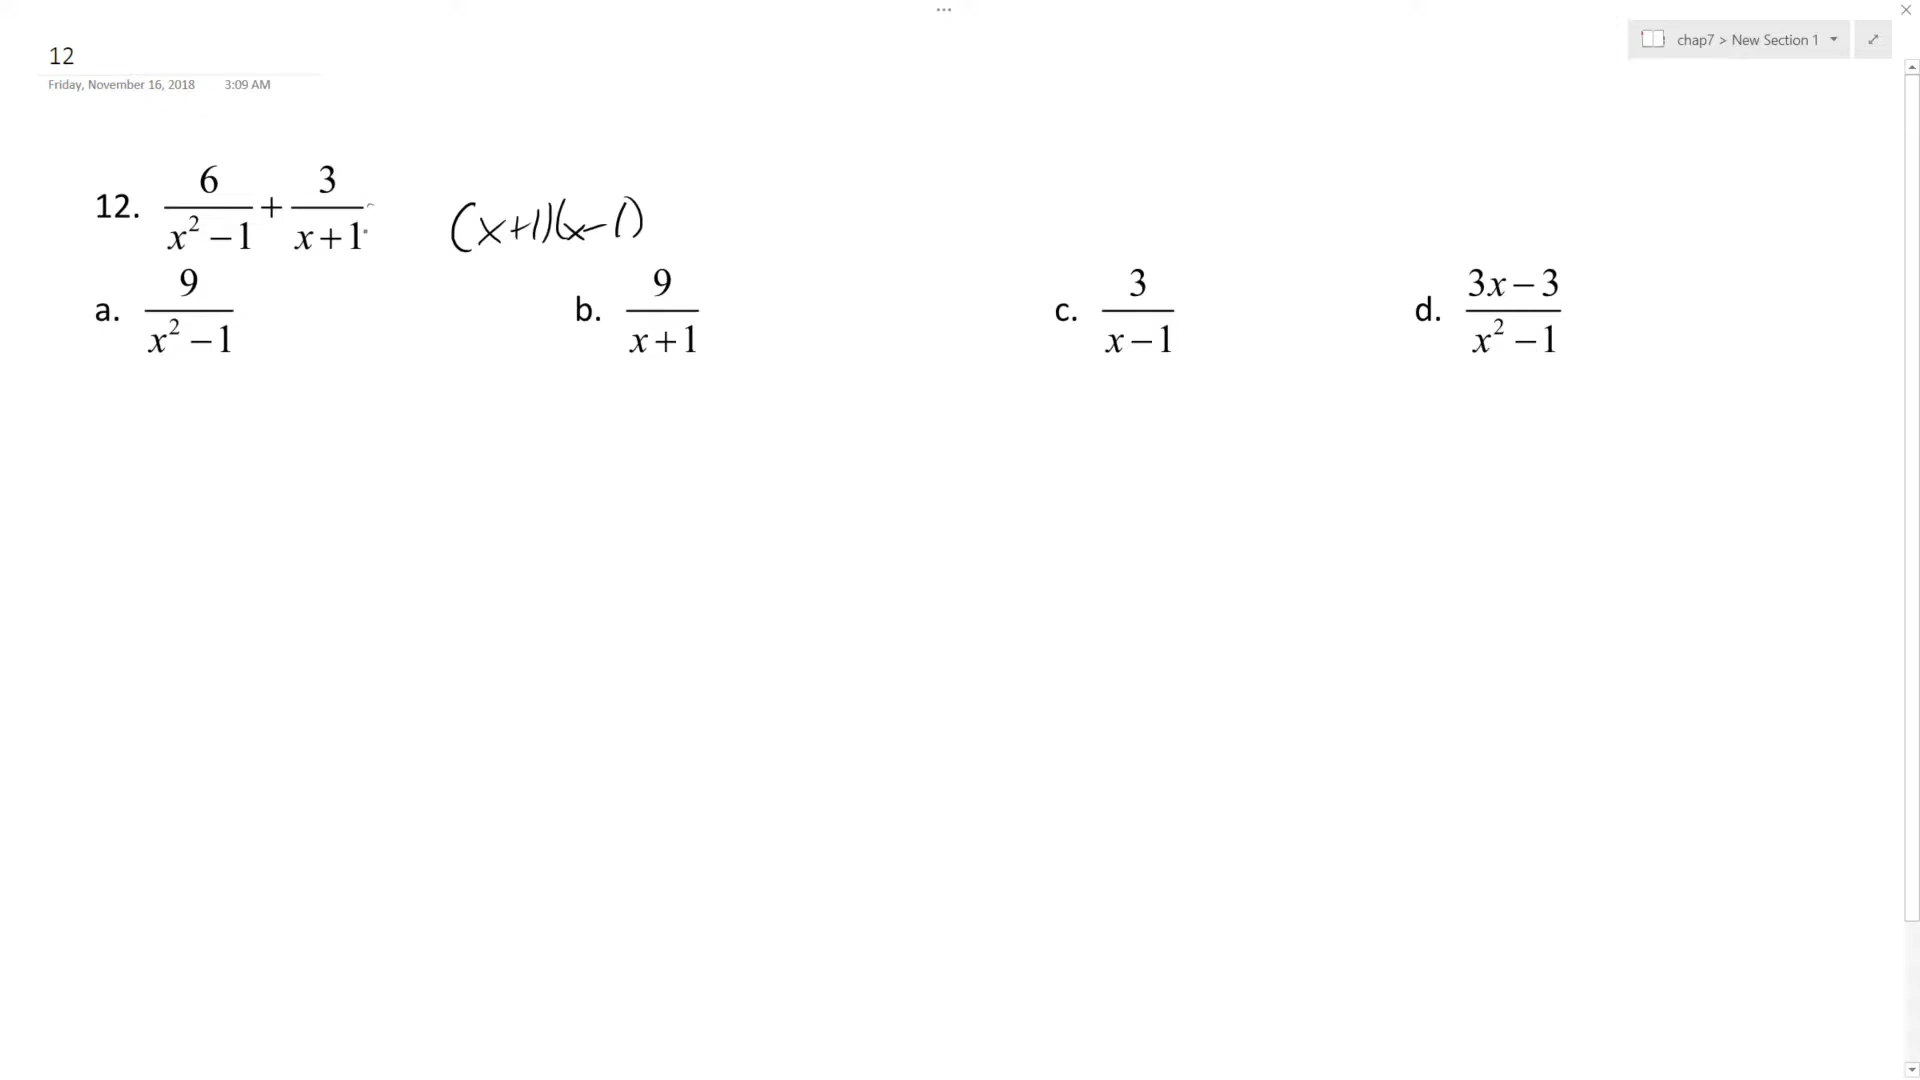 ...
chap7 > New Section 1
12
Friday, November 16, 2018 3:09 AM
12. 6/(x² − 1) + 3/(x + 1) (x+1)(x−1)
a. 9/(x² − 1) b. 9/(x + 1) c. 3/(x − 1) d. (3x − 3)/(x² − 1)